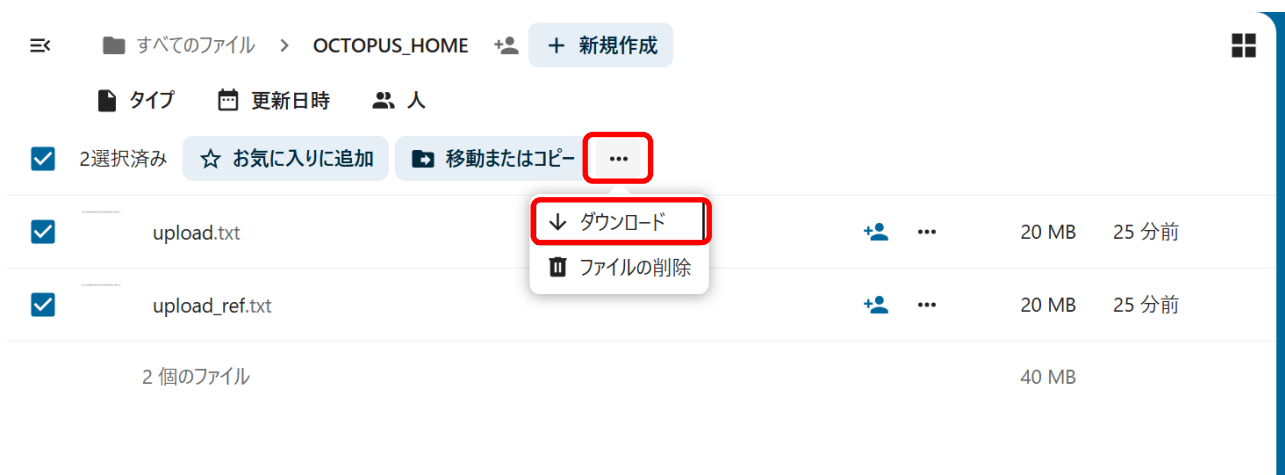 すべてのファイル > OCTOPUS_HOME + 新規作成
タイプ 更新日時 人
2選択済み お気に入りに追加 移動またはコピー ...
ダウンロード
upload.txt ... 20 MB 25 分前
ファイルの削除
upload_ref.txt ... 20 MB 25 分前
2 個のファイル 40 MB